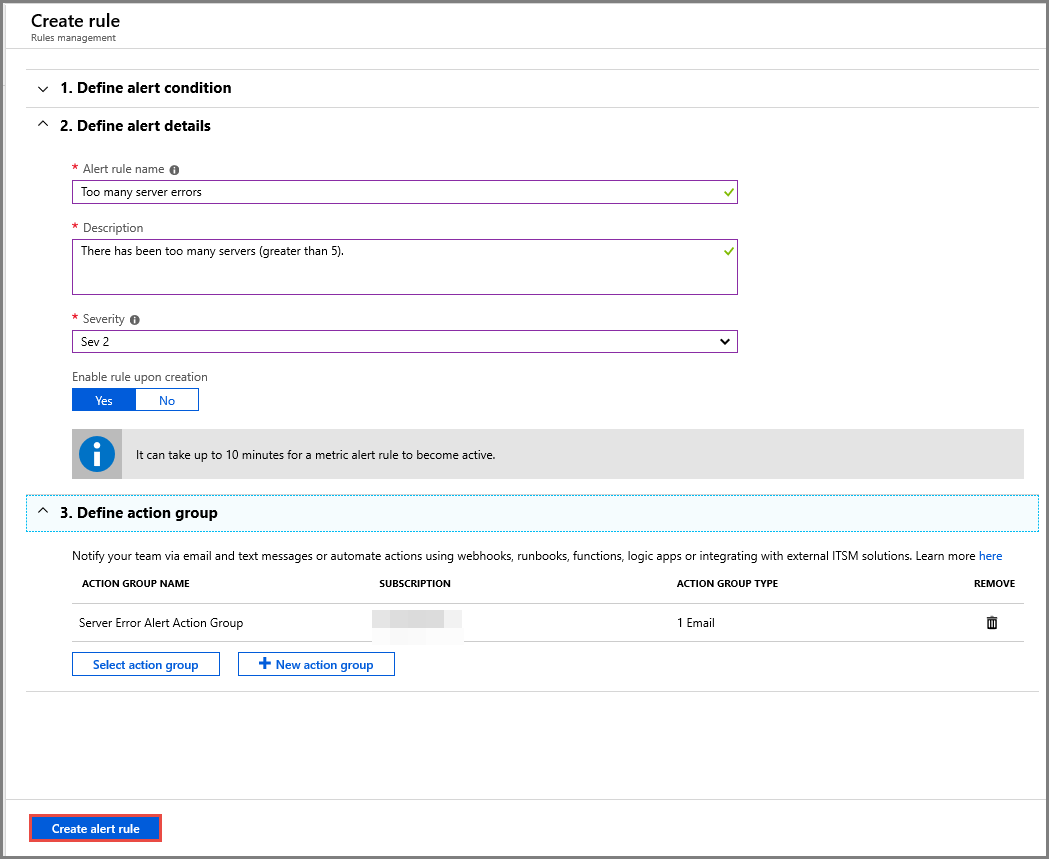 Create rule
Rules management
1. Define alert condition
2. Define alert details
* Alert rule name
Too many server errors
* Description
There has been too many servers (greater than 5).
* Severity
Sev 2
Enable rule upon creation
Yes No
It can take up to 10 minutes for a metric alert rule to become active.
3. Define action group
Notify your team via email and text messages or automate actions using webhooks, runbooks, functions, logic apps or integrating with external ITSM solutions. Learn more here
ACTION GROUP NAME SUBSCRIPTION ACTION GROUP TYPE REMOVE
Server Error Alert Action Group 1 Email
Select action group + New action group
Create alert rule